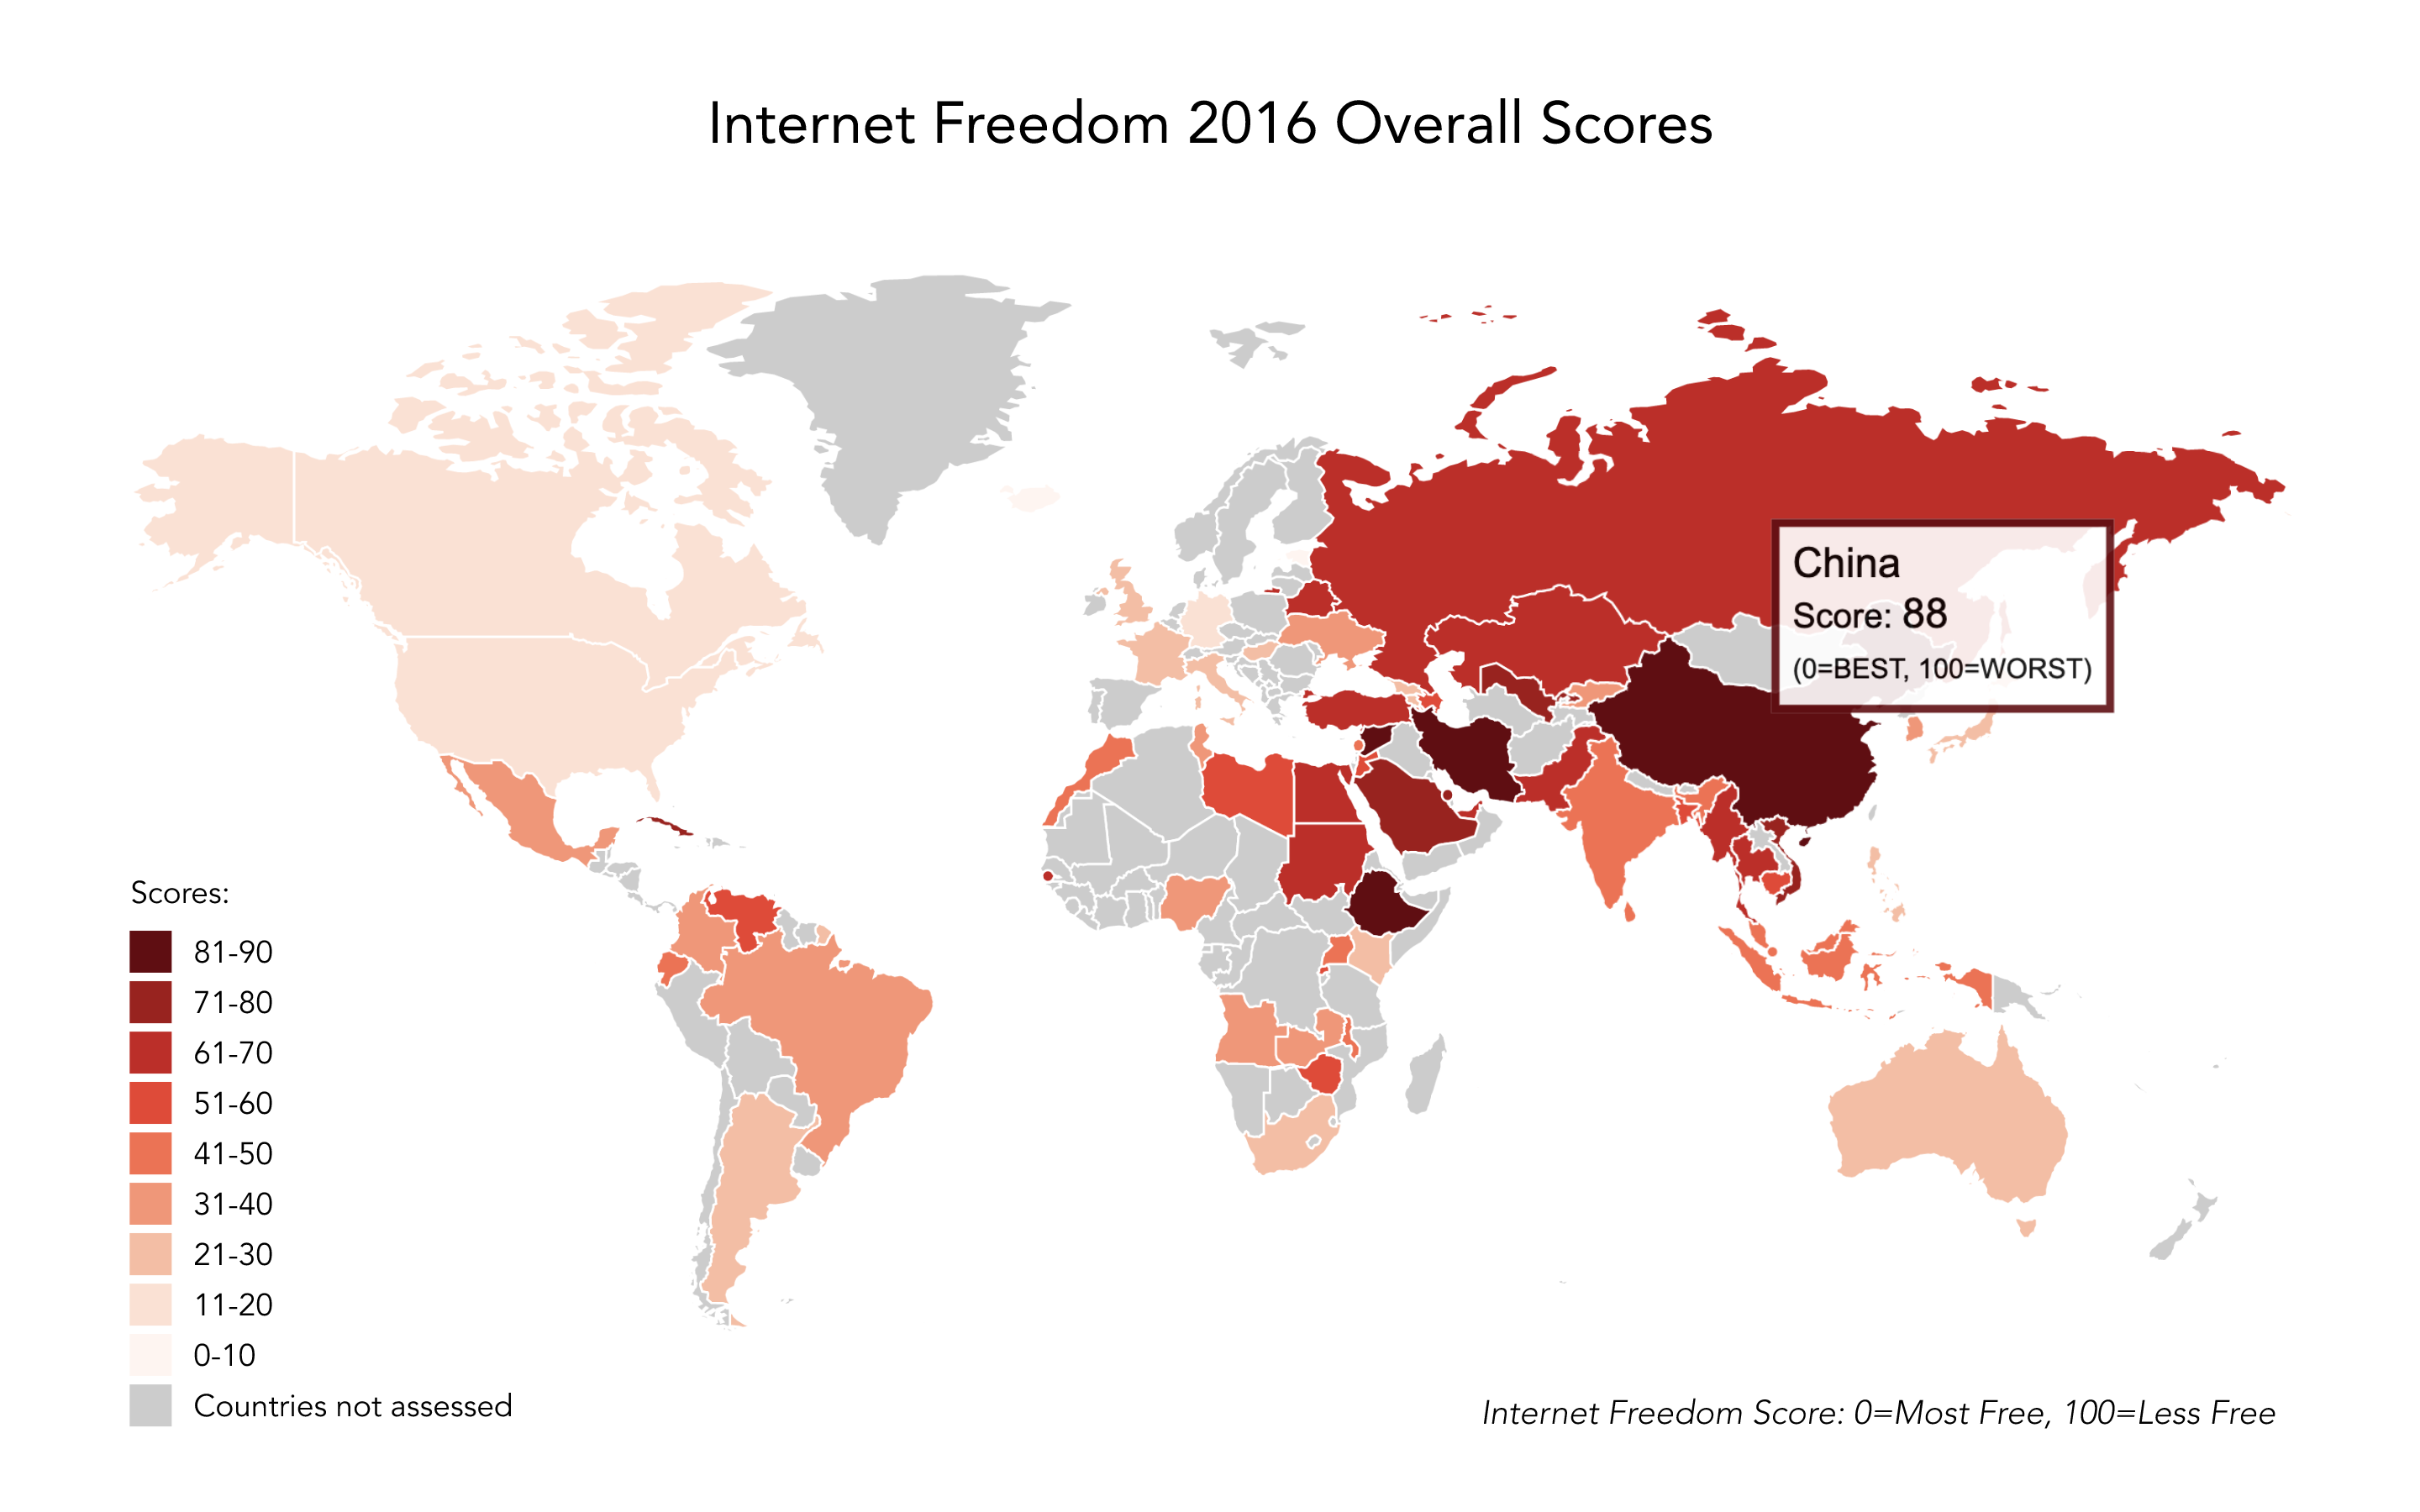 Internet Freedom 2016 Overall Scores
China
Score: 88
(0=BEST, 100=WORST)
Scores:
81-90
71-80
61-70
51-60
41-50
31-40
21-30
11-20
0-10
Countries not assessed
Internet Freedom Score: 0=Most Free, 100=Less Free